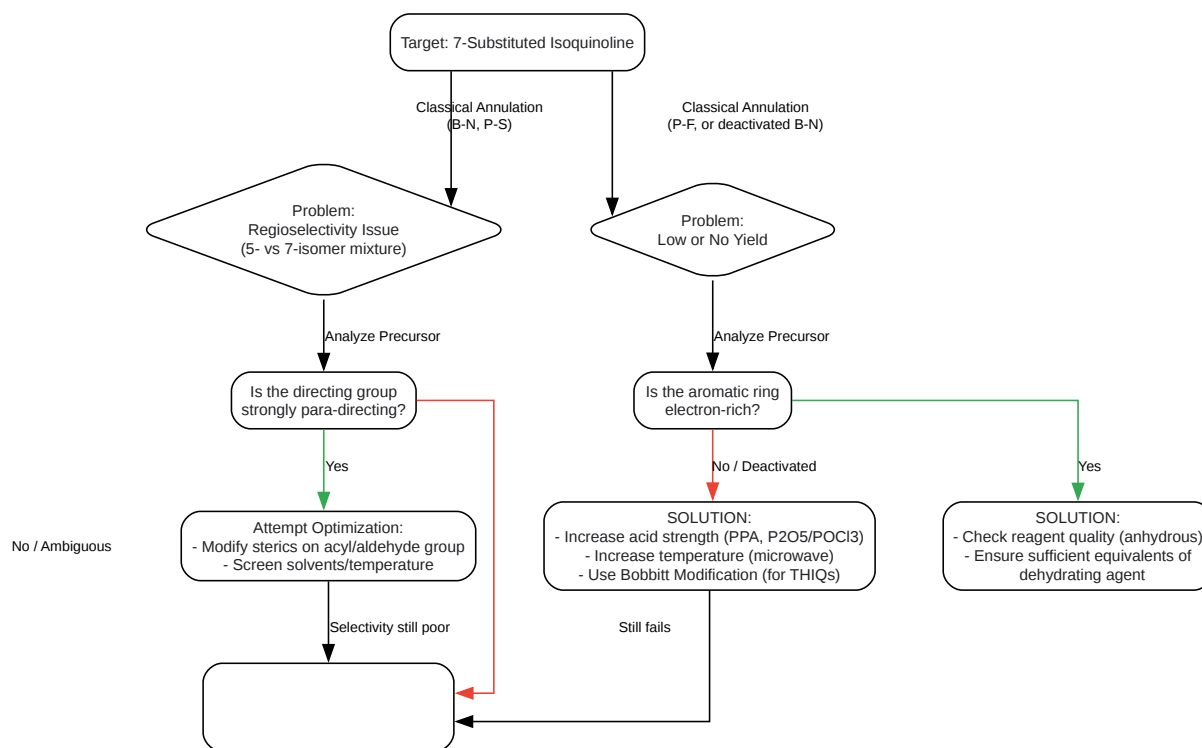 Target: 7-Substituted Isoquinoline
Classical Annulation
(B-N, P-S)
Classical Annulation
(P-F, or deactivated B-N)
Problem:
Regioselectivity Issue
(5- vs 7-isomer mixture)
Problem:
Low or No Yield
Analyze Precursor
Analyze Precursor
Is the directing group
strongly para-directing?
Is the aromatic ring
electron-rich?
Yes
No / Deactivated
Yes
No / Ambiguous
Attempt Optimization:
- Modify sterics on acyl/aldehyde group
- Screen solvents/temperature
SOLUTION:
- Increase acid strength (PPA, P2O5/POCl3)
- Increase temperature (microwave)
- Use Bobbitt Modification (for THIQs)
SOLUTION:
- Check reagent quality (anhydrous)
- Ensure sufficient equivalents of
dehydrating agent
Selectivity still poor
Still fails